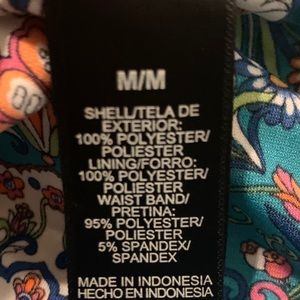 M/M
SHELL/TELA DE
EXTERIOR:
100% POLYESTER/
POLIESTER
LINING/FORRO:
100% POLYESTER/
POLIESTER
WAIST BAND/
PRETINA:
95% POLYESTER/
POLIESTER
5% SPANDEX/
SPANDEX
MADE IN INDONESIA
HECHO EN INDONESIA